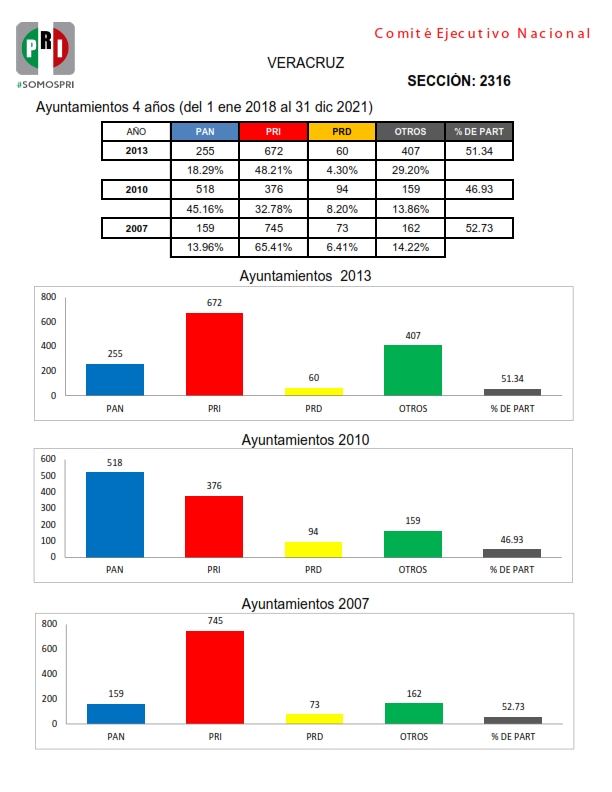 Comité Ejecutivo Nacional
PRI
#SOMOSPRI
VERACRUZ
SECCIÓN: 2316
Ayuntamientos 4 años (del 1 ene 2018 al 31 dic 2021)
AÑO PAN PRI PRD OTROS % DE PART
2013 255 672 60 407 51.34
18.29% 48.21% 4.30% 29.20%
2010 518 376 94 159 46.93
45.16% 32.78% 8.20% 13.86%
2007 159 745 73 162 52.73
13.96% 65.41% 6.41% 14.22%
Ayuntamientos 2013
800
600
400
200
0
255 672 60 407 51.34
PAN PRI PRD OTROS % DE PART
Ayuntamientos 2010
600
500
400
300
200
100
0
518 376 94 159 46.93
PAN PRI PRD OTROS % DE PART
Ayuntamientos 2007
800
600
400
200
0
159 745 73 162 52.73
PAN PRI PRD OTROS % DE PART